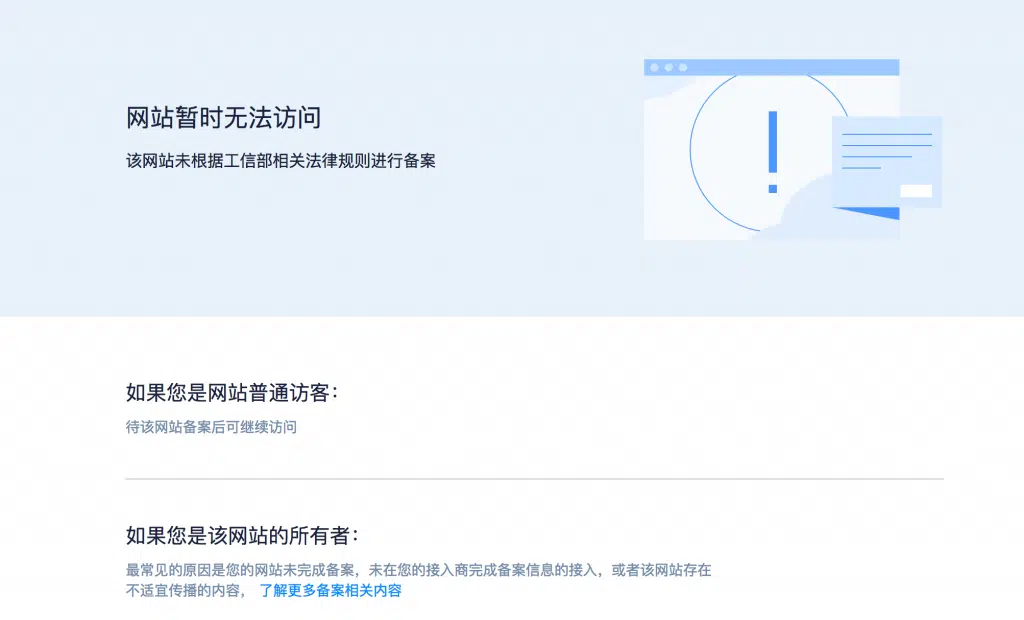 网站暂时无法访问
该网站未根据工信部相关法律规则进行备案
如果您是网站普通访客：
待该网站备案后可继续访问
如果您是该网站的所有者：
最常见的原因是您的网站未完成备案，未在您的接入商完成备案信息的接入，或者该网站存在
不适宜传播的内容， 了解更多备案相关内容